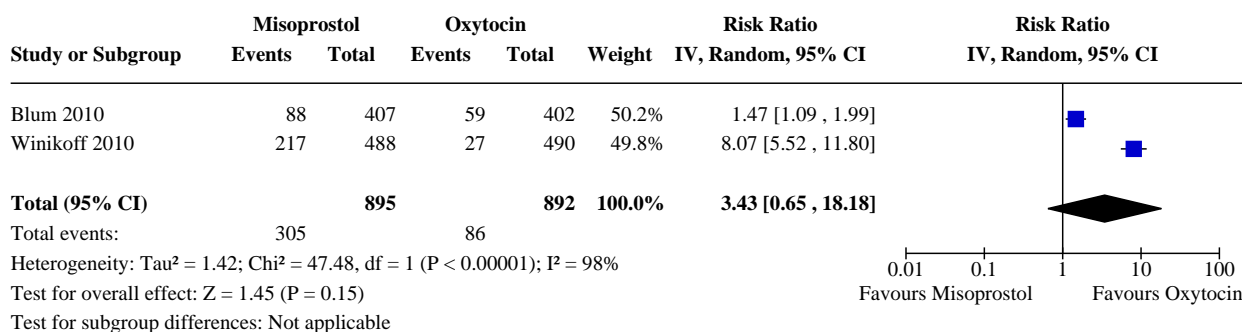 Misoprostol Oxytocin Risk Ratio Risk Ratio
Study or Subgroup Events Total Events Total Weight IV, Random, 95% CI IV, Random, 95% CI
Blum 2010 88 407 59 402 50.2% 1.47 [1.09 , 1.99]
Winikoff 2010 217 488 27 490 49.8% 8.07 [5.52 , 11.80]
Total (95% CI) 895 892 100.0% 3.43 [0.65 , 18.18]
Total events: 305 86
Heterogeneity: Tau² = 1.42; Chi² = 47.48, df = 1 (P < 0.00001); I² = 98%
0.01 0.1 1 10 100
Test for overall effect: Z = 1.45 (P = 0.15)
Favours Misoprostol Favours Oxytocin
Test for subgroup differences: Not applicable